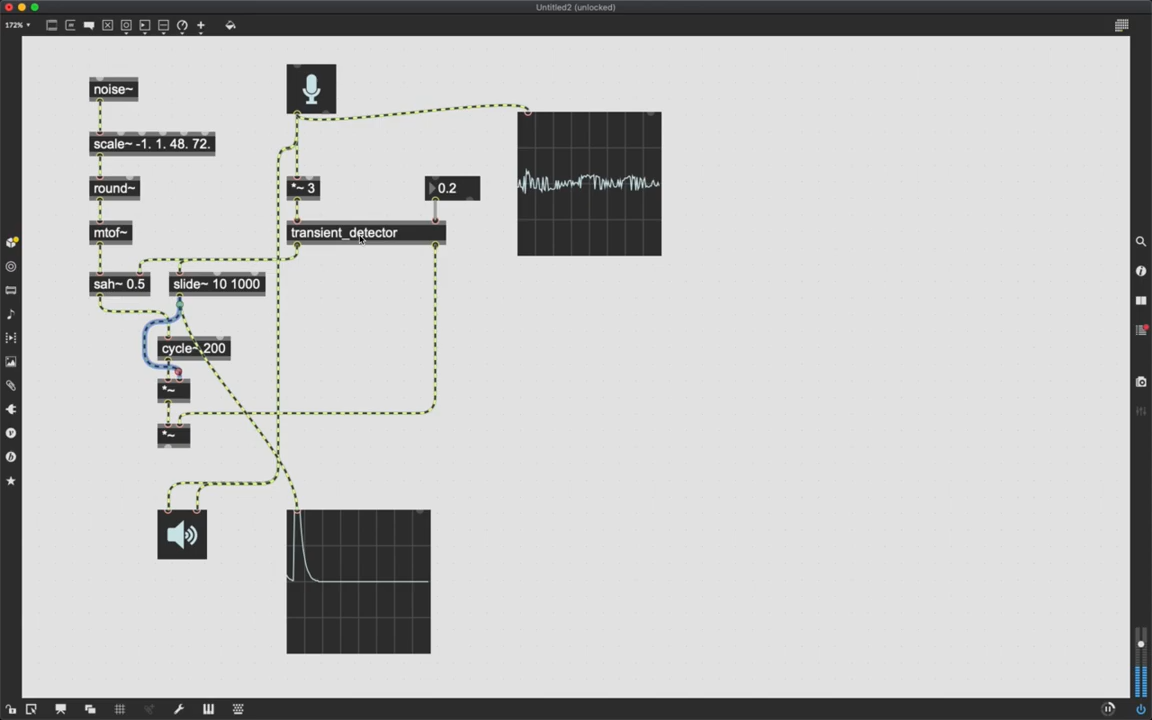 Untitled2 (unlocked)
172%
noise~
scale~ -1. 1. 48. 72.
round~
*~ 3
0.2
mtof~
transient_detector
sah~ 0.5
slide~ 10 1000
cycle~ 200
*~
*~